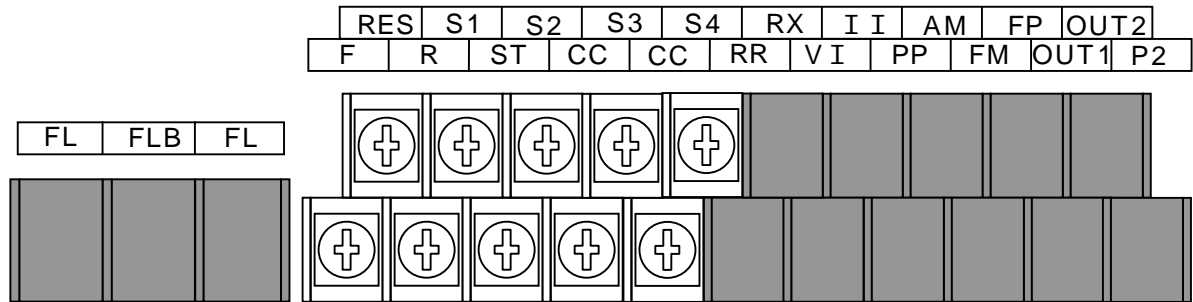 RES S1 S2 S3 S4 RX II AM FP OUT2
F R ST CC CC RR VI PP FM OUT1 P2
FL FLB FL